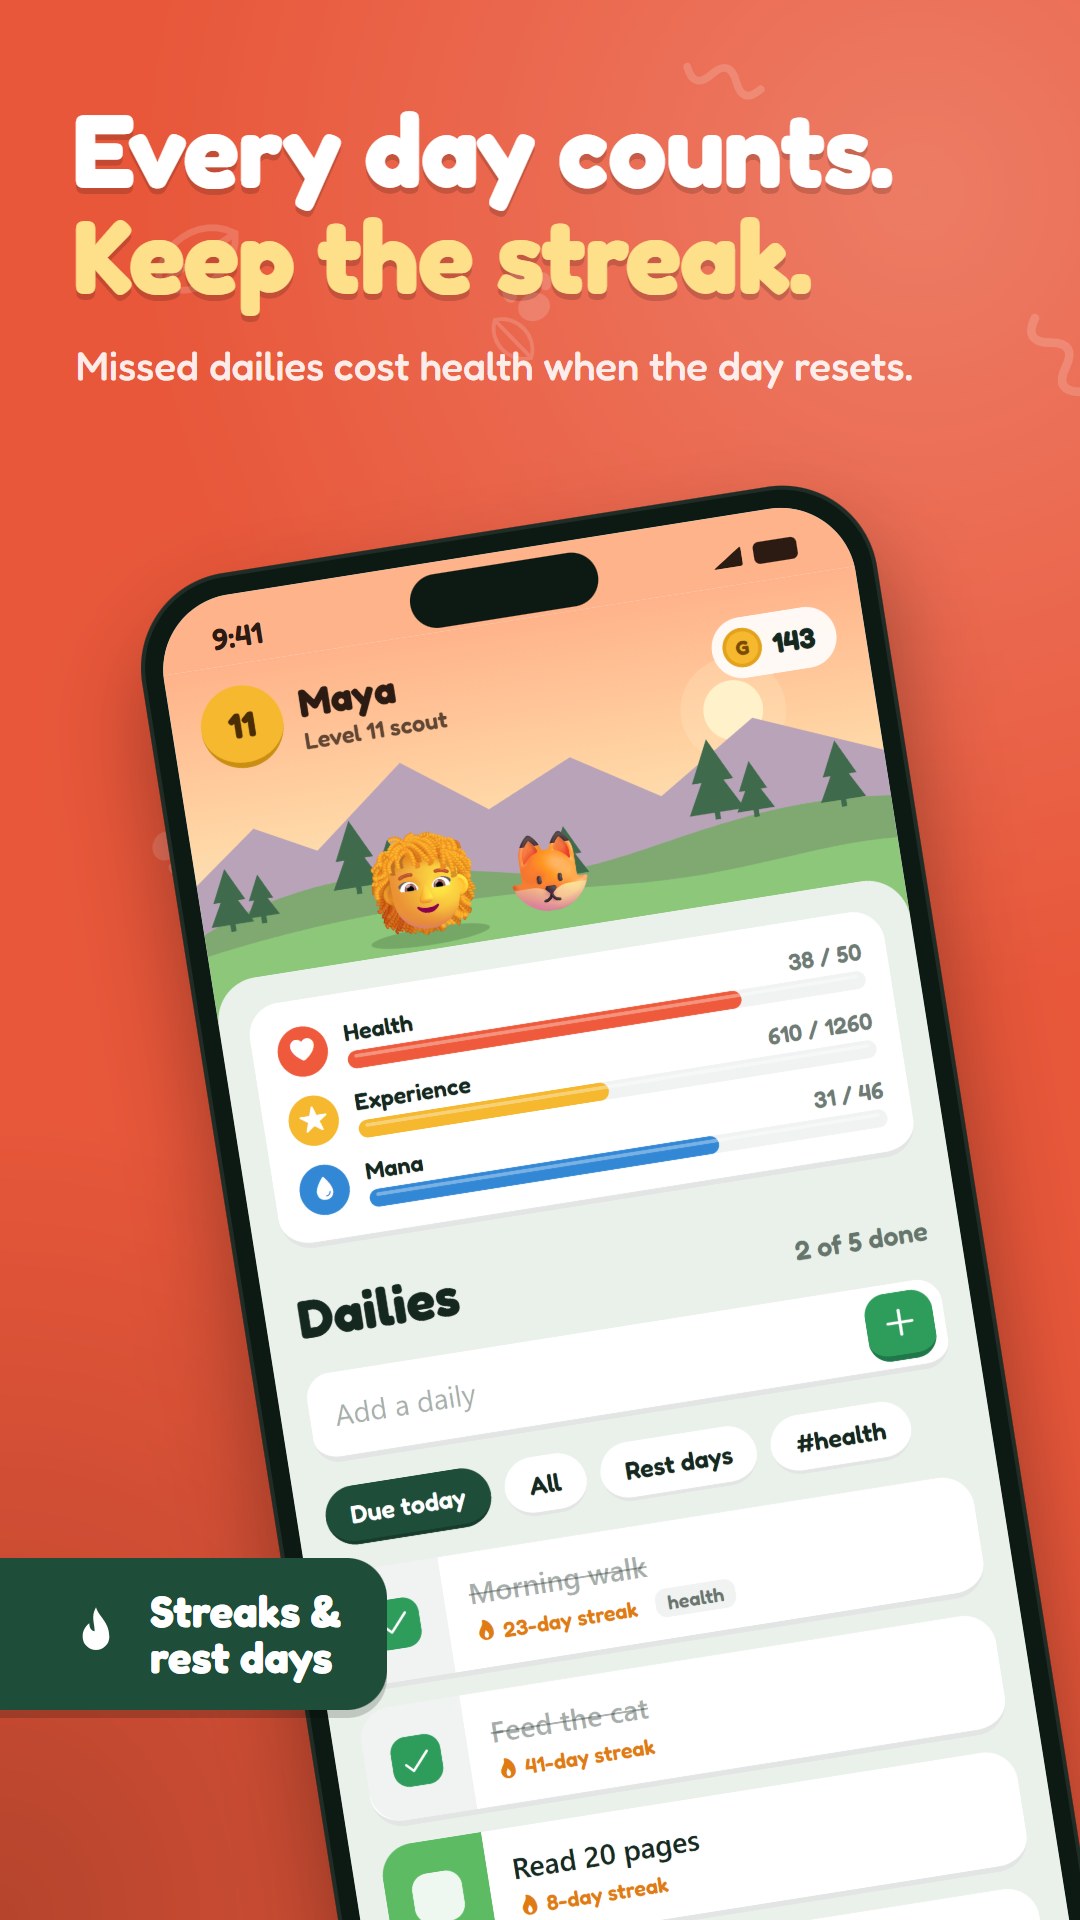 Every day counts.
Keep the streak.
Missed dailies cost health when the day resets.
9:41
G 143
11
Maya
Level 11 scout
Health
38 / 50
Experience
610 / 1260
Mana
31 / 46
Dailies
2 of 5 done
Add a daily
Due today
All
Rest days
#health
Morning walk
23-day streak
health
Streaks &
rest days
Feed the cat
41-day streak
Read 20 pages
8-day streak